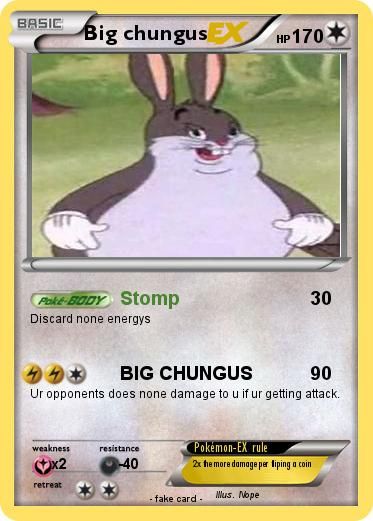 BASIC Big chungus EX HP 170
Poké-BODY Stomp 30
Discard none energys
BIG CHUNGUS 90
Ur opponents does none damage to u if ur getting attack.
weakness resistance
x2 -40
retreat
Pokémon-EX rule
2x the more damage per fliping a coin
- fake card - Illus. Nope